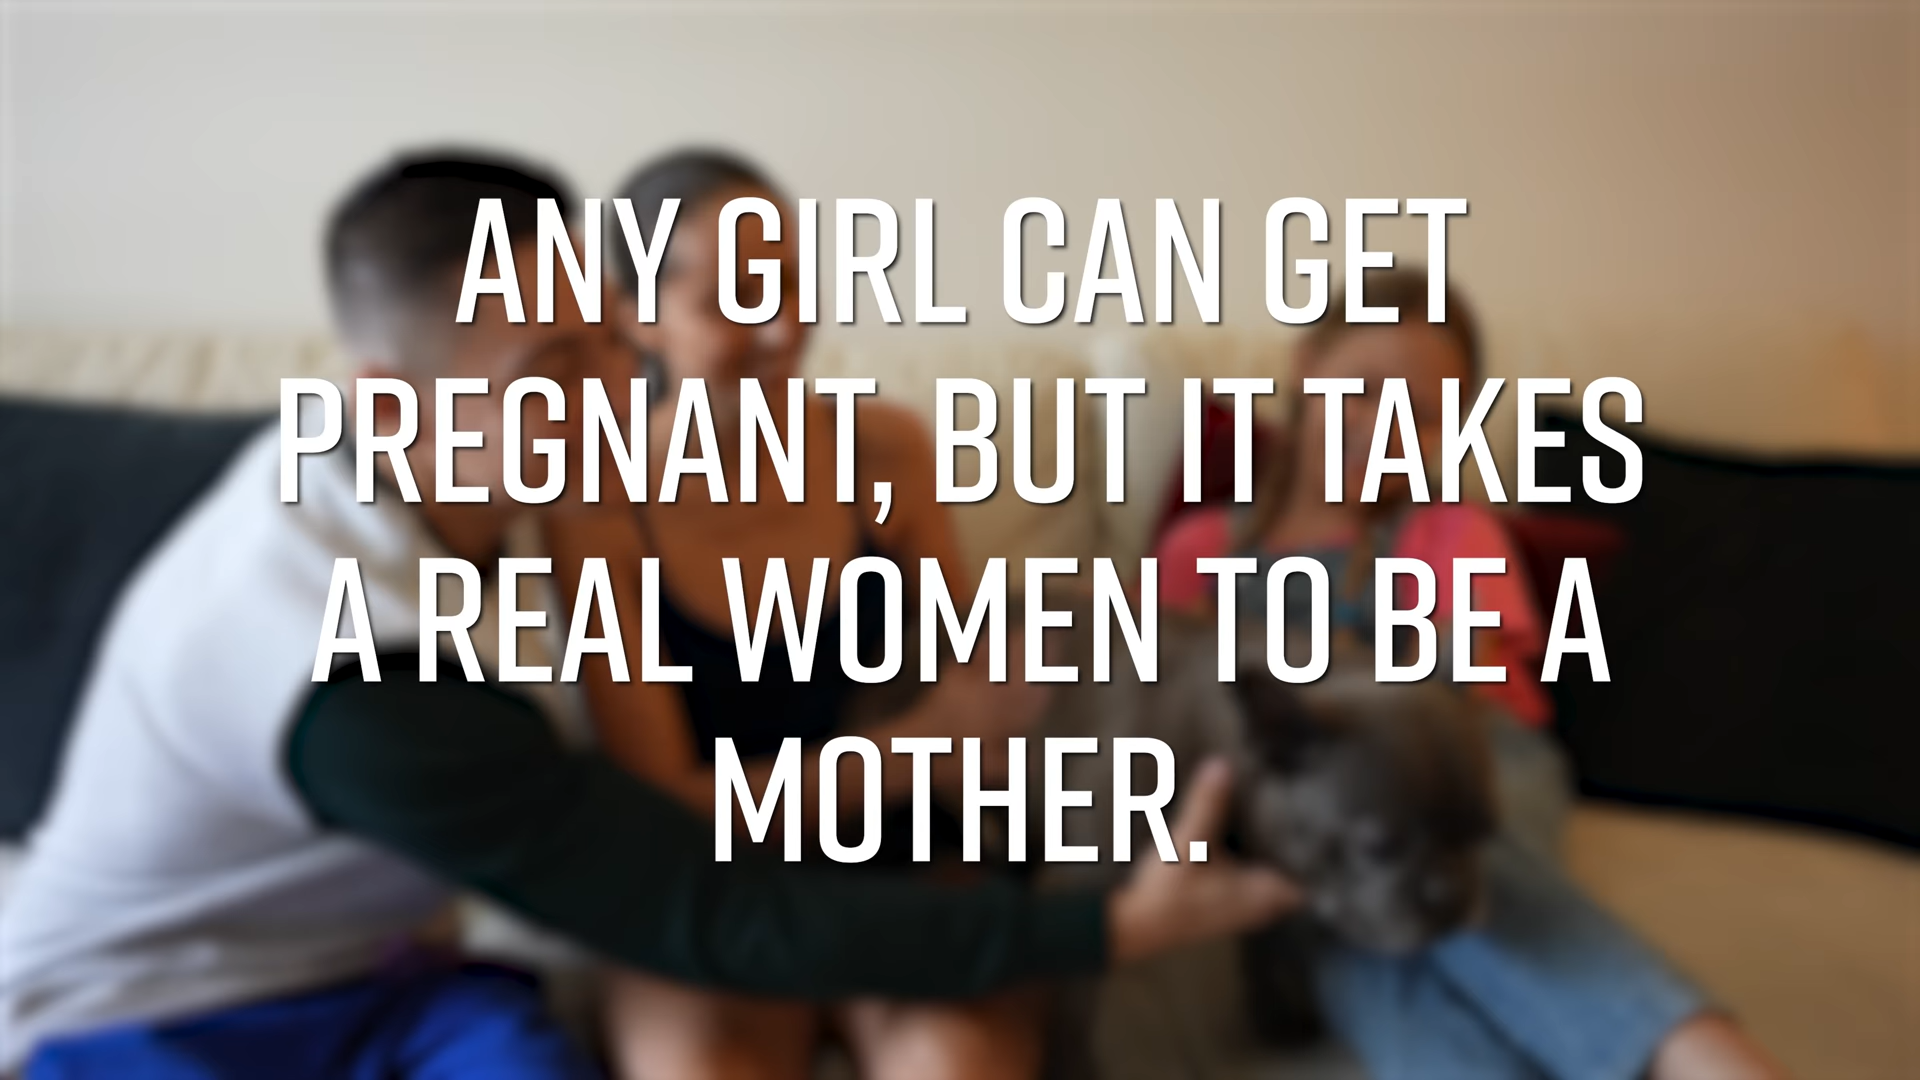 ANY GIRL CAN GET
PREGNANT, BUT IT TAKES
A REAL WOMEN TO BE A
MOTHER.